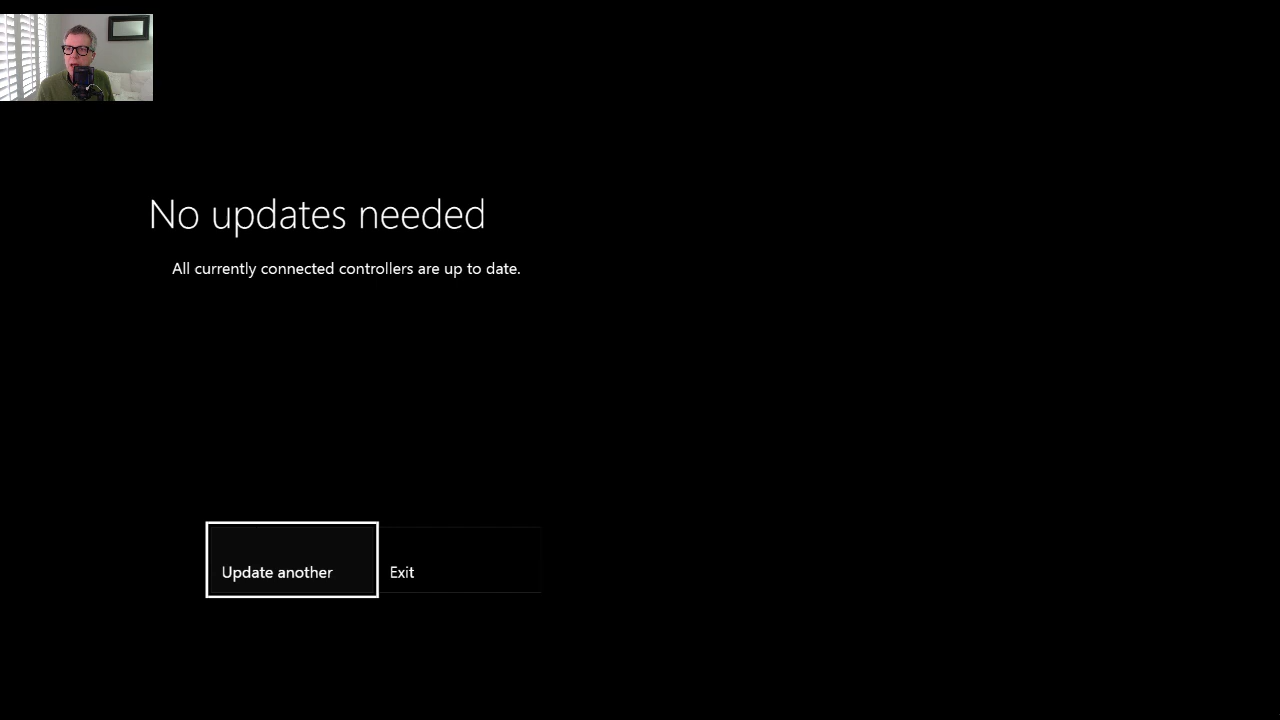 No updates needed
All currently connected controllers are up to date.
Update another
Exit